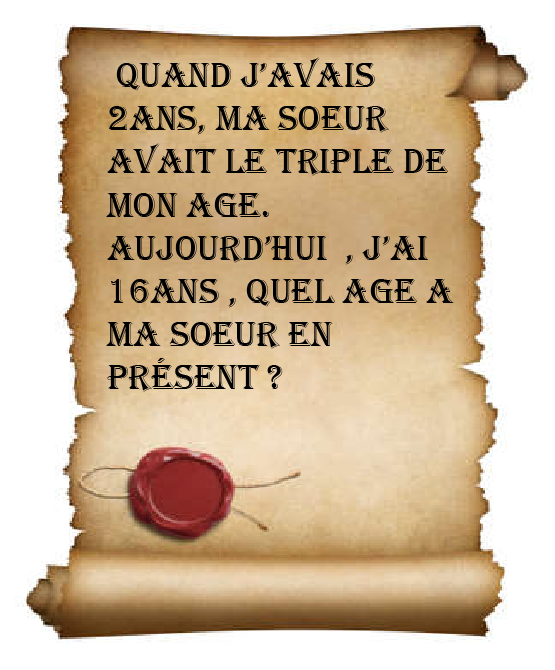 QUAND J'AVAIS
2ANS, MA SOEUR
AVAIT LE TRIPLE DE
MON AGE.
AUJOURD'HUI , J'AI
16ANS , QUEL AGE A
MA SOEUR EN
PRÉSENT ?